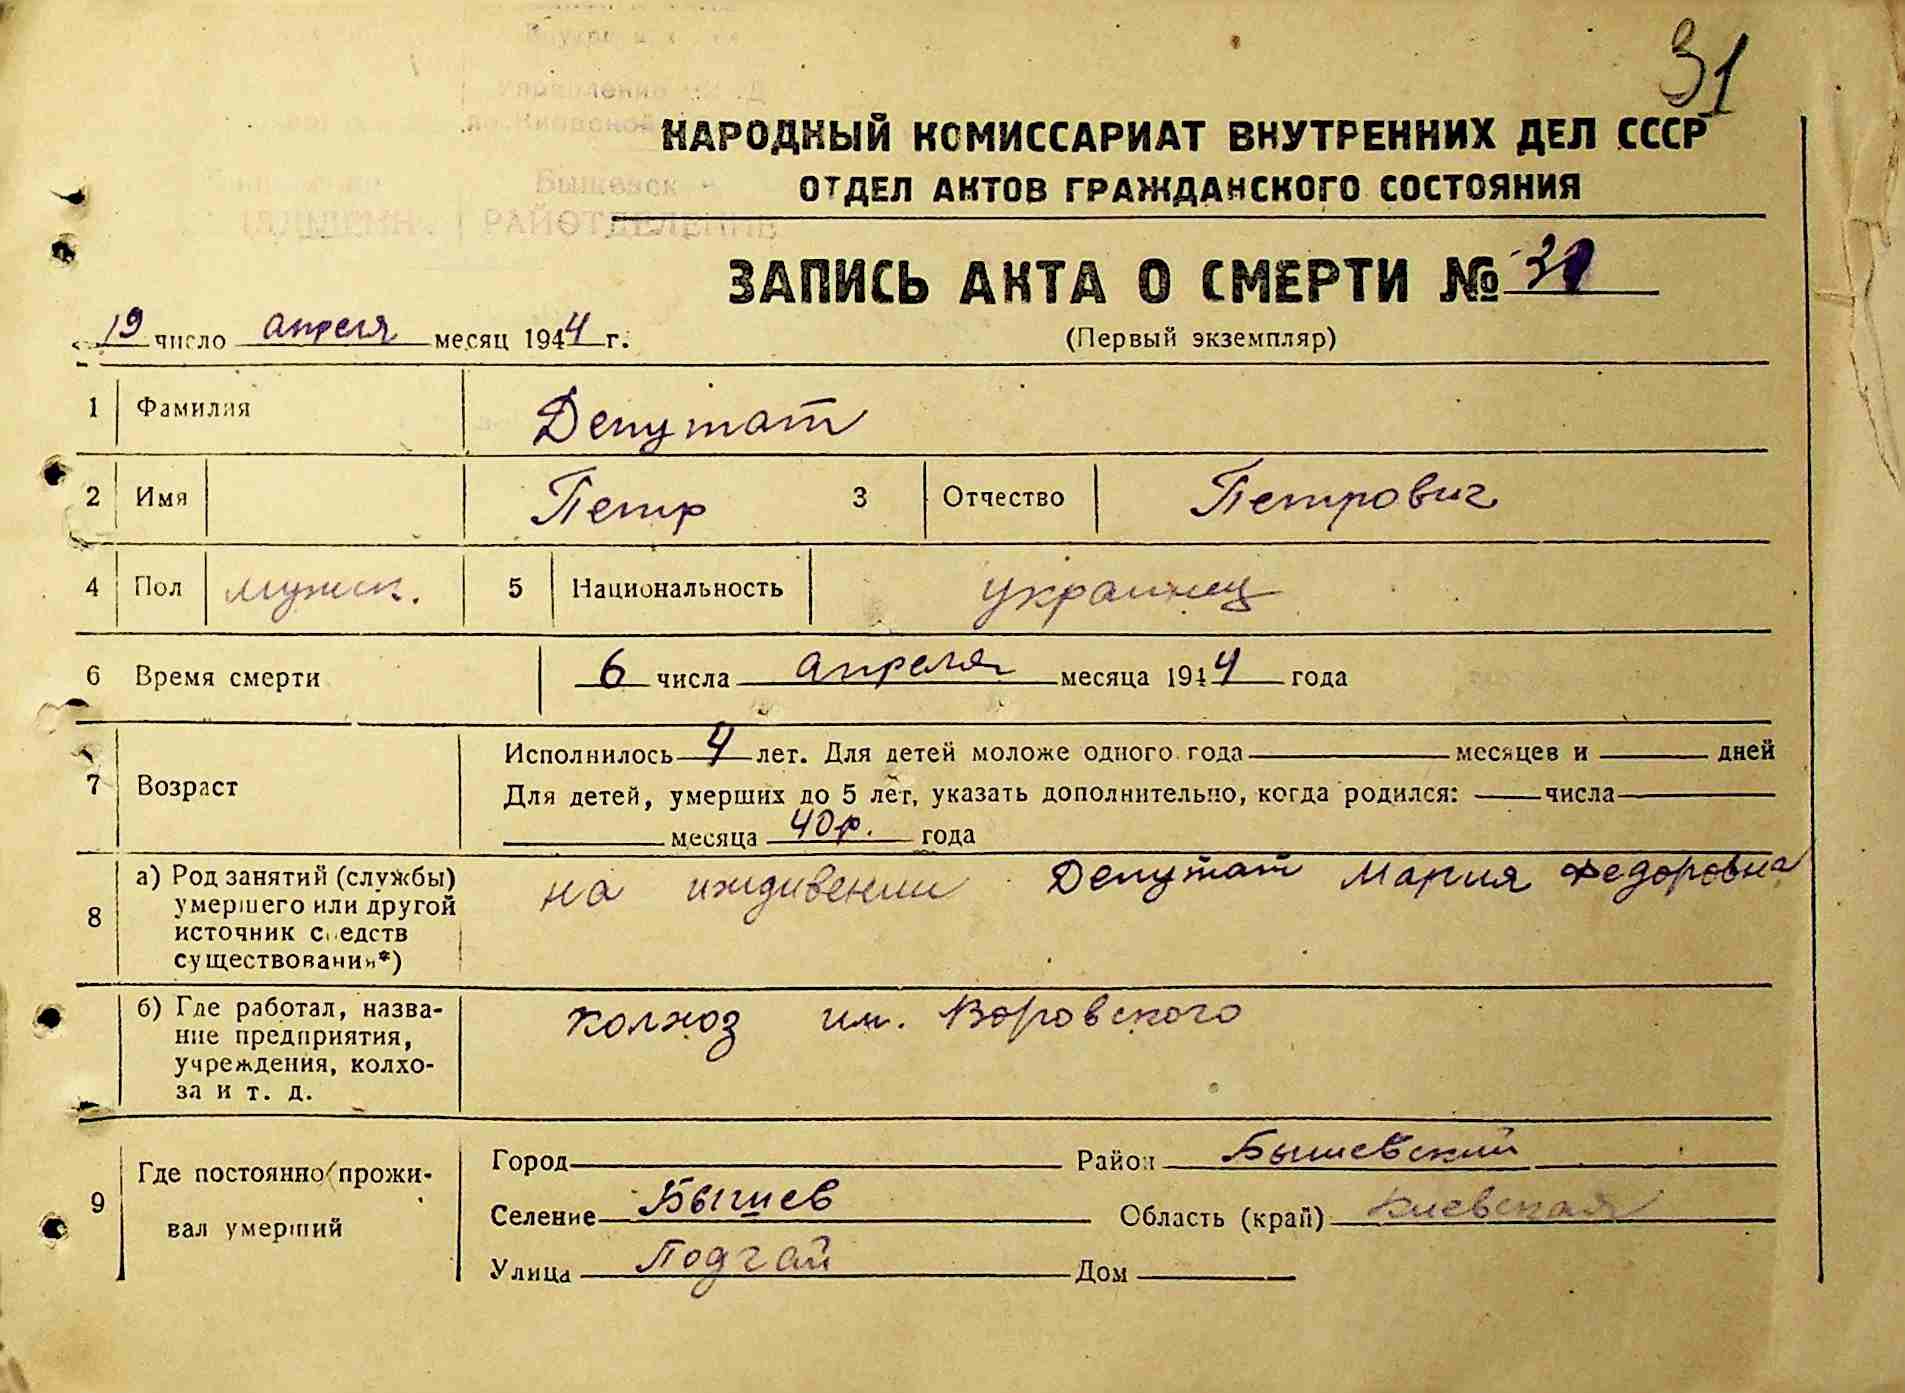 31
НАРОДНЫЙ КОМИССАРИАТ ВНУТРЕННИХ ДЕЛ СССР
ОТДЕЛ АКТОВ ГРАЖДАНСКОГО СОСТОЯНИЯ
РАЙОТДЕЛЕНИЕ
ЗАПИСЬ АКТА О СМЕРТИ №
19 число апреля месяц 1944 г.
(Первый экземпляр)
1 Фамилия Депутат
2 Имя Петр 3 Отчество Петрович
4 Пол мужск. 5 Национальность украинец
6 Время смерти 6 числа апреля месяца 1944 года
7 Возраст Исполнилось 4 лет. Для детей моложе одного года месяцев и дней
Для детей, умерших до 5 лет, указать дополнительно, когда родился: числа
месяца 40р. года
8 а) Род занятий (службы) на иждивении Депутат Мария Федоровна
умершего или другой
источник средств
существования*)
б) Где работал, назва- колхоз им. Воровского
ние предприятия,
учреждения, колхо-
за и т. д.
9 Где постоянно прожи-
вал умерший
Город Район Бышевский
Селение Бышев Область (край) Киевская
Улица Подгай Дом